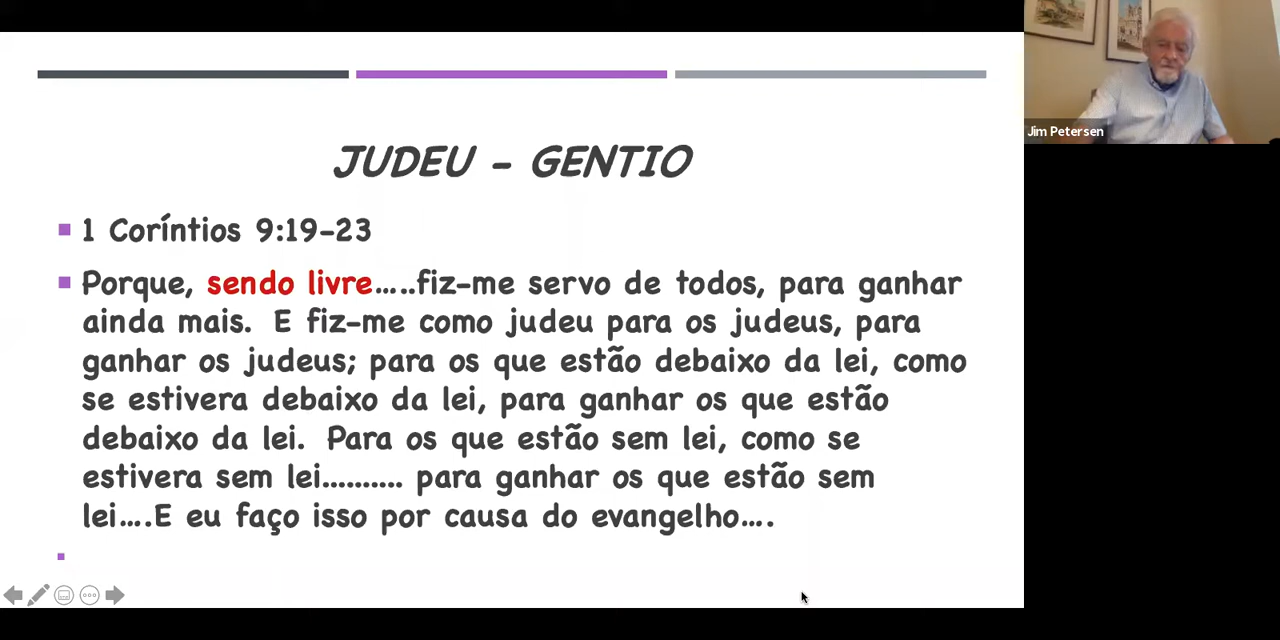 JUDEU - GENTIO
1 Coríntios 9:19-23
Porque, sendo livre.....fiz-me servo de todos, para ganhar
ainda mais. E fiz-me como judeu para os judeus, para
ganhar os judeus; para os que estão debaixo da lei, como
se estivera debaixo da lei, para ganhar os que estão
debaixo da lei. Para os que estão sem lei, como se
estivera sem lei.......... para ganhar os que estão sem
lei....E eu faço isso por causa do evangelho....
Jim Petersen